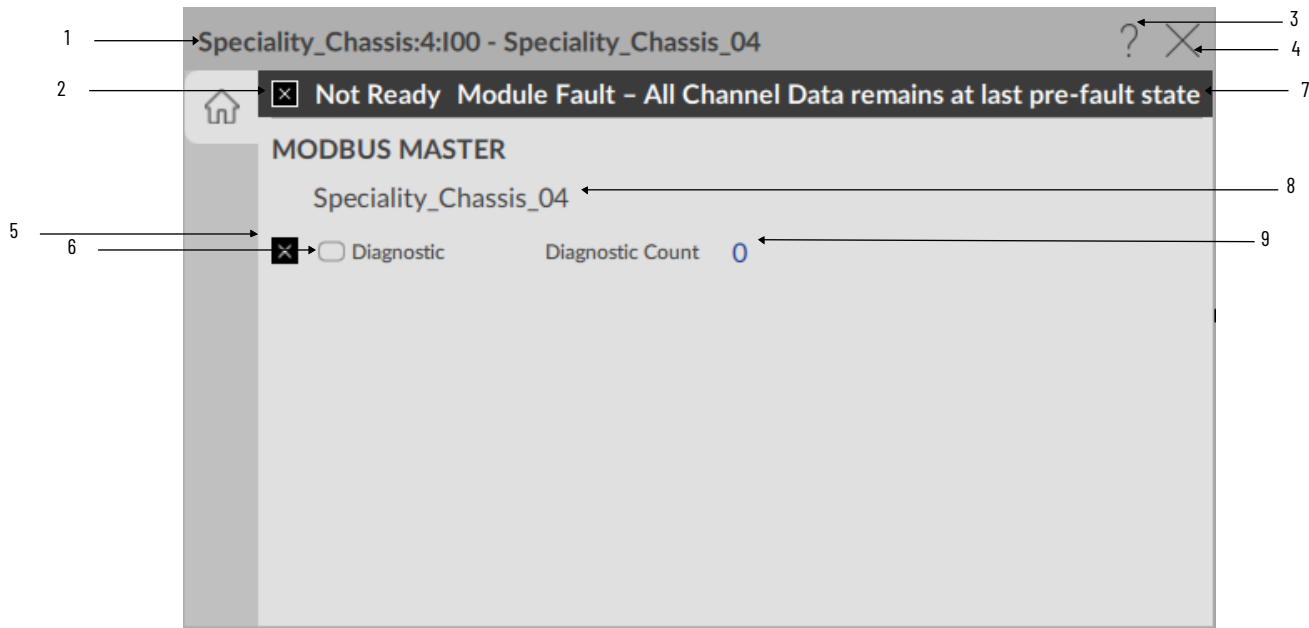 3
1 Speciality_Chassis:4:I00 - Speciality_Chassis_04 ?
4
2 Not Ready Module Fault – All Channel Data remains at last pre-fault state 7
MODBUS MASTER
Speciality_Chassis_04 8
5
6 Diagnostic Diagnostic Count 0 9